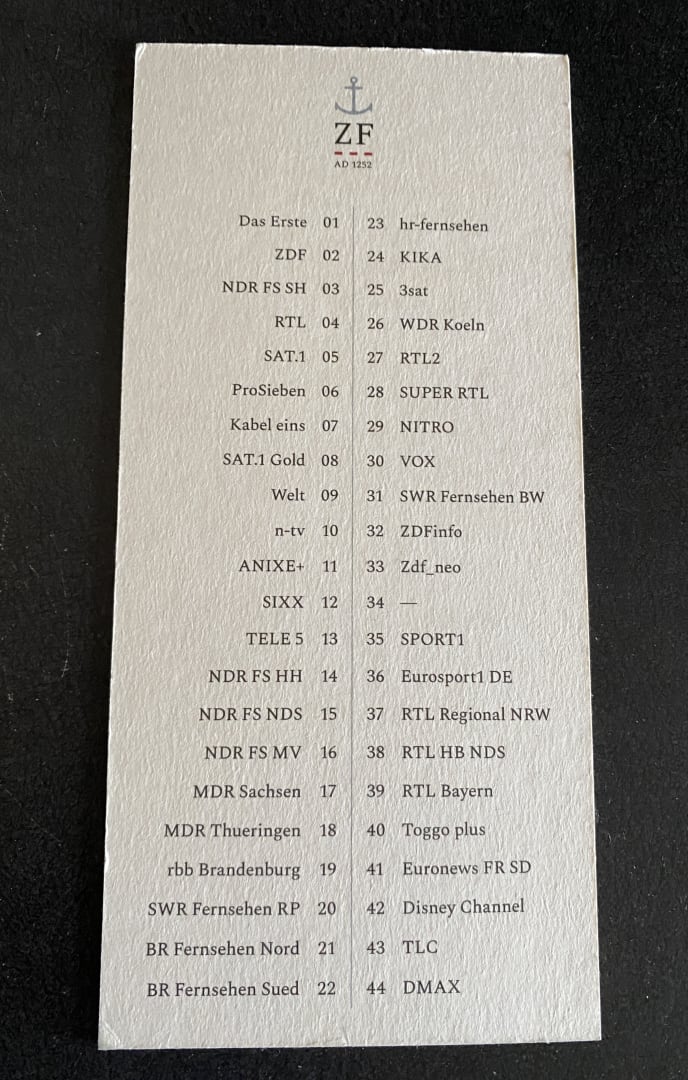 ZF
AD 1252
Das Erste 01
ZDF 02
NDR FS SH 03
RTL 04
SAT.1 05
ProSieben 06
Kabel eins 07
SAT.1 Gold 08
Welt 09
n-tv 10
ANIXE+ 11
SIXX 12
TELE 5 13
NDR FS HH 14
NDR FS NDS 15
NDR FS MV 16
MDR Sachsen 17
MDR Thueringen 18
rbb Brandenburg 19
SWR Fernsehen RP 20
BR Fernsehen Nord 21
BR Fernsehen Sued 22
23 hr-fernsehen
24 KIKA
25 3sat
26 WDR Koeln
27 RTL2
28 SUPER RTL
29 NITRO
30 VOX
31 SWR Fernsehen BW
32 ZDFinfo
33 Zdf_neo
34 —
35 SPORT1
36 Eurosport1 DE
37 RTL Regional NRW
38 RTL HB NDS
39 RTL Bayern
40 Toggo plus
41 Euronews FR SD
42 Disney Channel
43 TLC
44 DMAX